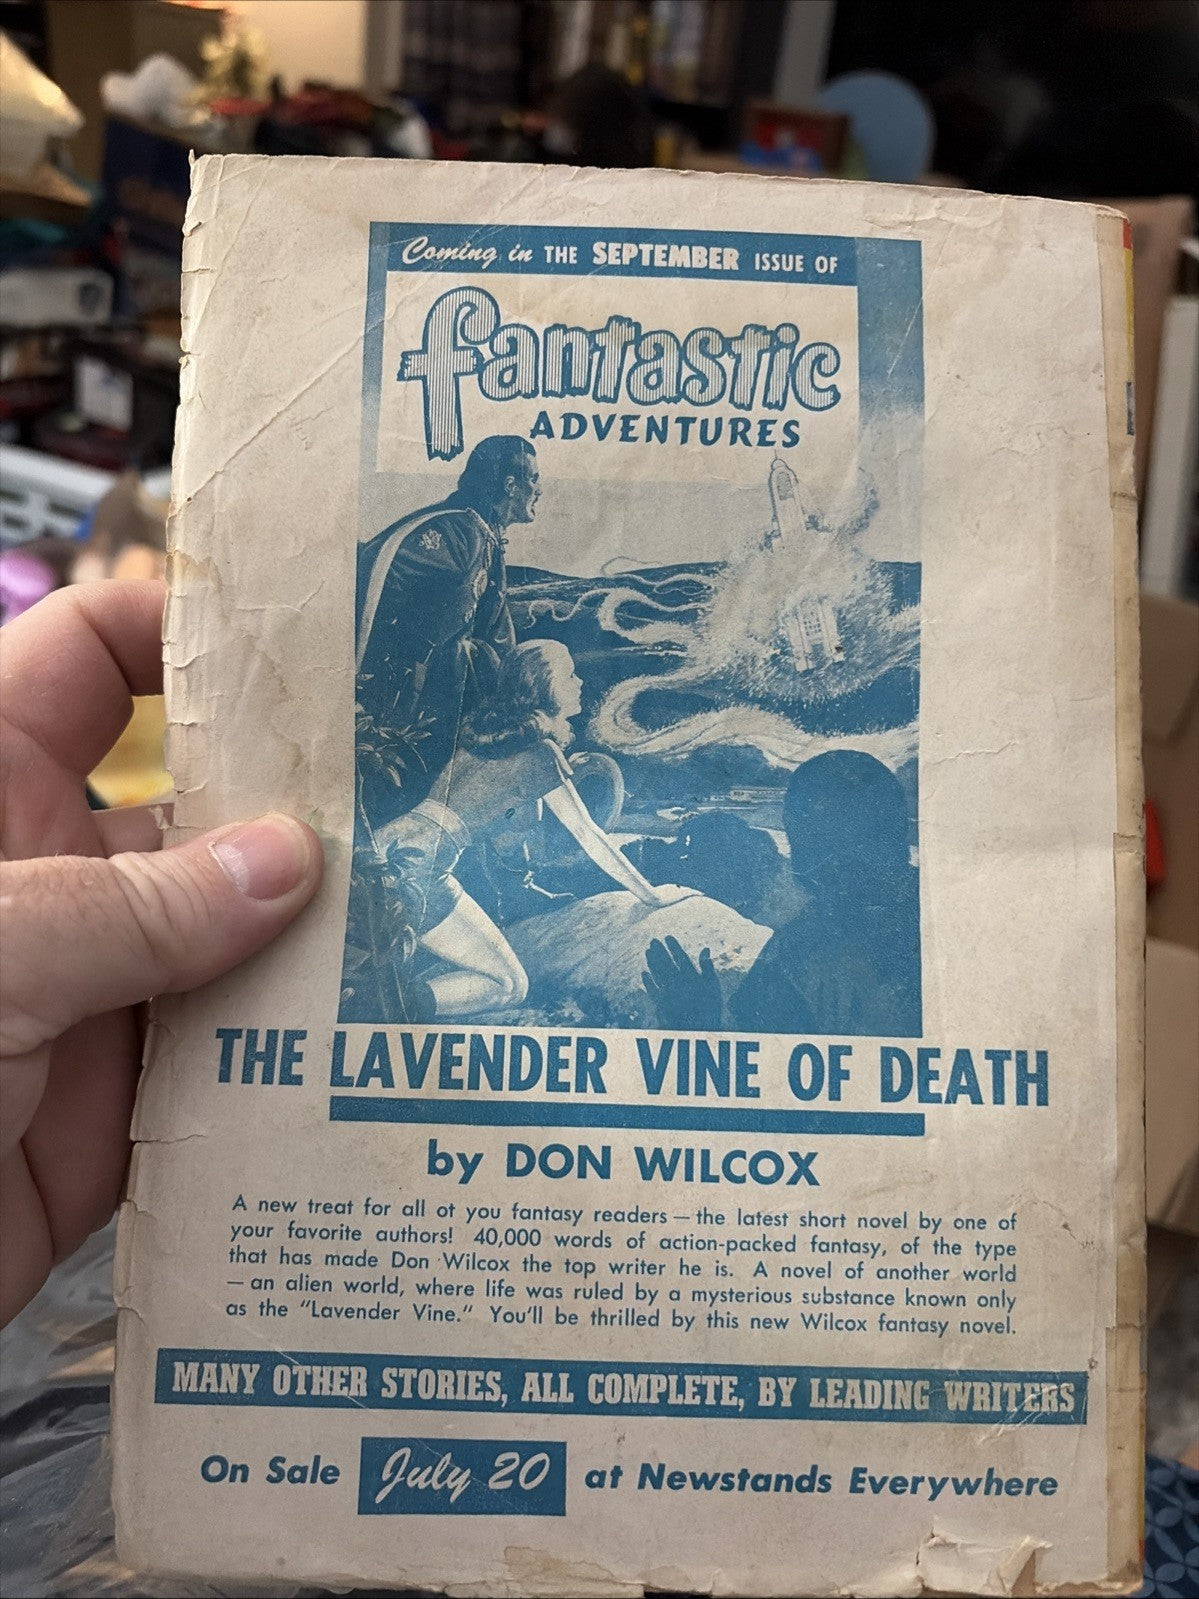 Coming in THE SEPTEMBER ISSUE OF
fantastic
ADVENTURES
THE LAVENDER VINE OF DEATH
by DON WILCOX
A new treat for all of you fantasy readers — the latest short novel by one of
your favorite authors! 40,000 words of action-packed fantasy, of the type
that has made Don Wilcox the top writer he is. A novel of another world
— an alien world, where life was ruled by a mysterious substance known only
as the "Lavender Vine." You'll be thrilled by this new Wilcox fantasy novel.
MANY OTHER STORIES, ALL COMPLETE, BY LEADING WRITERS
On Sale July 20 at Newstands Everywhere